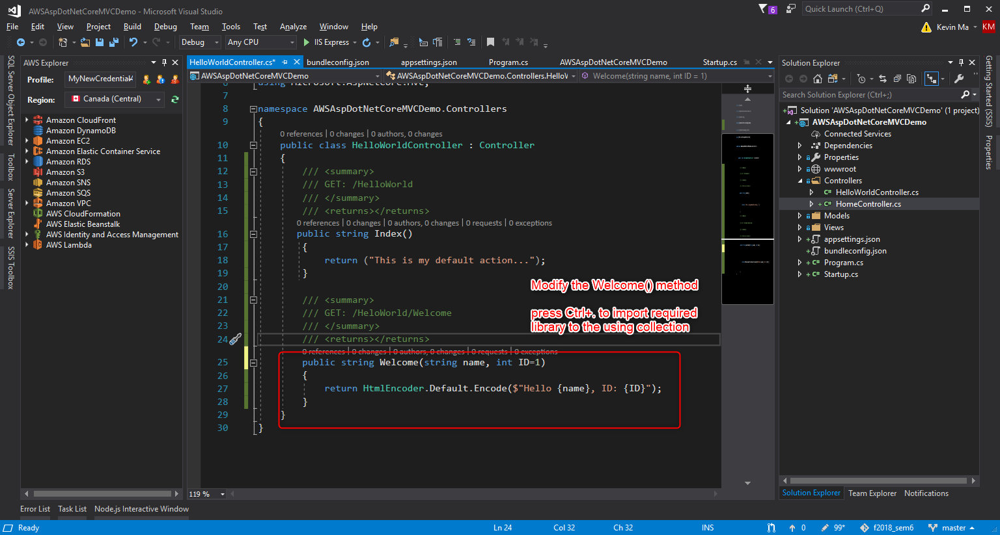 AWSAspDotNetCoreMVCDemo - Microsoft Visual Studio
6
Quick Launch (Ctrl+Q)
File Edit View Project Build Debug Team Tools Test Analyze Window Help
Kevin Ma
KM
Debug Any CPU IIS Express
SQL Server Object Explorer
Toolbox
Server Explorer
SSIS Toolbox
AWS Explorer
Profile: MyNewCredential
Region: Canada (Central)
Amazon CloudFront
Amazon DynamoDB
Amazon EC2
Amazon Elastic Container Service
Amazon RDS
Amazon S3
Amazon SNS
Amazon SQS
Amazon VPC
AWS CloudFormation
AWS Elastic Beanstalk
AWS Identity and Access Management
AWS Lambda
HelloWorldController.cs* bundleconfig.json appsettings.json Program.cs AWSAspDotNetCoreMVCDemo Startup.cs
AWSAspDotNetCoreMVCDemo AWSAspDotNetCoreMVCDemo.Controllers.HelloW Welcome(string name, int ID = 1)
6 using Microsoft.AspNetCore.Mvc;
7
8 namespace AWSAspDotNetCoreMVCDemo.Controllers
9 {
0 references | 0 changes | 0 authors, 0 changes
10 public class HelloWorldController : Controller
11 {
12 /// <summary>
13 /// GET: /HelloWorld
14 /// </summary>
15 /// <returns></returns>
0 references | 0 changes | 0 authors, 0 changes | 0 requests | 0 exceptions
16 public string Index()
17 {
18 return ("This is my default action...");
19 }
20
21 /// <summary>
22 /// GET: /HeloWorld/Welcome
23 /// </summary>
24 /// <returns></returns>
0 references | 0 changes | 0 authors, 0 changes | 0 requests | 0 exceptions
25 public string Welcome(string name, int ID=1)
26 {
27 return HtmlEncoder.Default.Encode($"Hello {name}, ID: {ID}");
28 }
29 }
30 }
Modify the Welcome() method
press Ctrl+. to import required
library to the using collection
119 %
Solution Explorer
Search Solution Explorer (Ctrl+;)
Solution 'AWSAspDotNetCoreMVCDemo' (1 project)
AWSAspDotNetCoreMVCDemo
Connected Services
Dependencies
Properties
wwwroot
Controllers
C# HelloWorldController.cs
C# HomeController.cs
Models
Views
appsettings.json
bundleconfig.json
C# Program.cs
C# Startup.cs
Solution Explorer Team Explorer Notifications
Getting Started (SSIS)
Properties
Error List Task List Node.js Interactive Window
Ready Ln 24 Col 32 Ch 32 INS 0 99* f2018_sem6 master